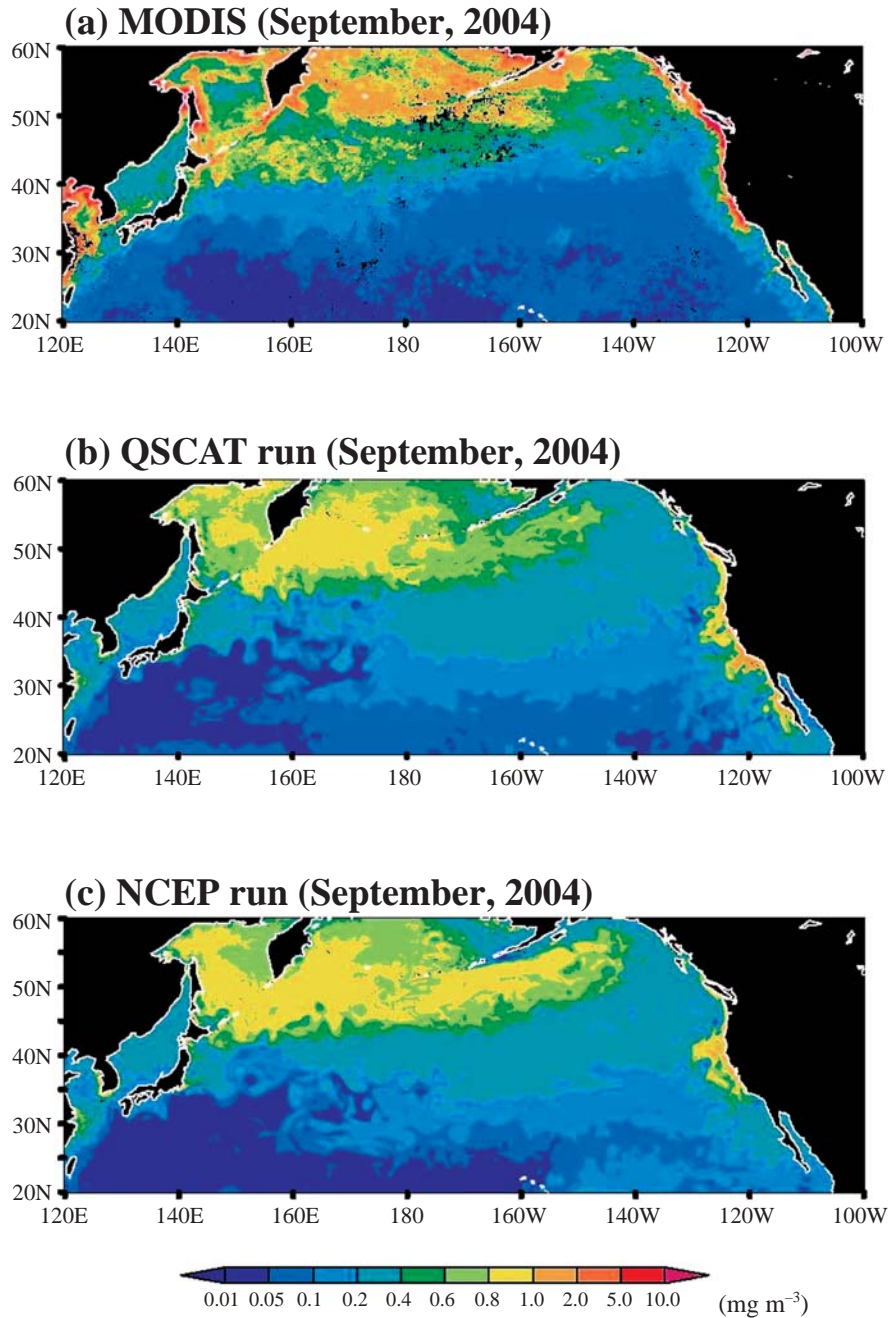 (a) MODIS (September, 2004)
60N
50N
40N
30N
20N
120E 140E 160E 180 160W 140W 120W 100W
(b) QSCAT run (September, 2004)
60N
50N
40N
30N
20N
120E 140E 160E 180 160W 140W 120W 100W
(c) NCEP run (September, 2004)
60N
50N
40N
30N
20N
120E 140E 160E 180 160W 140W 120W 100W
0.01 0.05 0.1 0.2 0.4 0.6 0.8 1.0 2.0 5.0 10.0 (mg m⁻³)